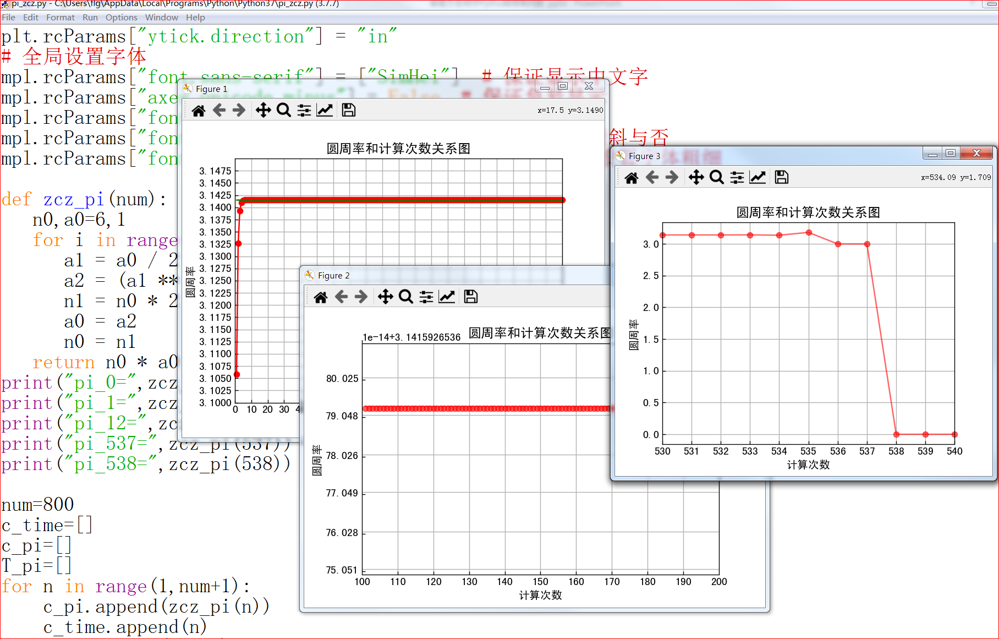 pi_zcz.py - C:\Users\flg\AppData\Local\Programs\Python\Python37\pi_zcz.py (3.7.7)
File Edit Format Run Options Window Help
plt.rcParams["ytick.direction"] = "in"
# 全局设置字体
mpl.rcParams["font.sans-serif"] = ["SimHei"] # 保证显示中文字
mpl.rcParams["axes.unicode_minus"] = False #
mpl.rcParams["fon
mpl.rcParams["fon 斜与否
mpl.rcParams["fon 体粗细
def zcz_pi(num):
n0,a0=6,1
for i in range
a1 = a0 / 2
a2 = (a1 **
n1 = n0 * 2
a0 = a2
n0 = n1
return n0 * a0
print("pi_0=",zcz
print("pi_1=",zcz
print("pi_12=",zc
print("pi_537=",zcz_pi(537))
print("pi_538=",zcz_pi(538))
num=800
c_time=[]
c_pi=[]
T_pi=[]
for n in range(1,num+1):
c_pi.append(zcz_pi(n))
c_time.append(n)
Figure 1
x=17.5 y=3.1490
圆周率和计算次数关系图
3.1475
3.1450
3.1425
3.1400
3.1375
3.1350
3.1325
3.1300
3.1275
3.1250
3.1225
3.1200
3.1175
3.1150
3.1125
3.1100
3.1075
3.1050
3.1025
3.1000
圆周率
0 10 20 30 4
Figure 2
1e-14+3.1415926536
圆周率和计算次数关系图
80.025
79.048
78.026
77.049
76.028
75.051
圆周率
100 110 120 130 140 150 160 170 180 190 200
计算次数
Figure 3
x=534.09 y=1.709
圆周率和计算次数关系图
3.0
2.5
2.0
1.5
1.0
0.5
0.0
圆周率
530 531 532 533 534 535 536 537 538 539 540
计算次数